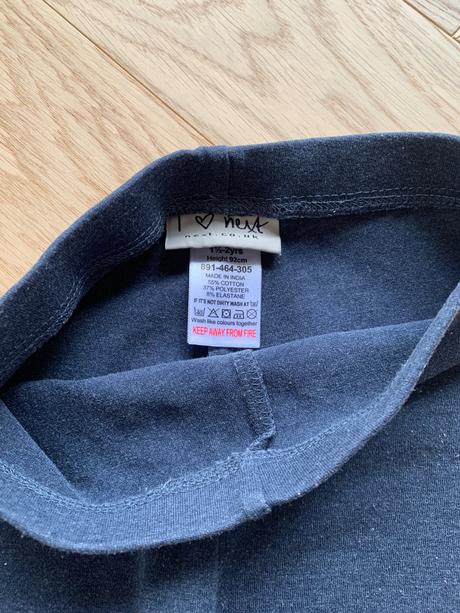 I ♡ next
next.co.uk
1½-2yrs
Height 92cm
891-464-305
MADE IN INDIA
55% COTTON
37% POLYESTER
8% ELASTANE
IF IT'S NOT DIRTY WASH AT
Wash like colours together
KEEP AWAY FROM FIRE